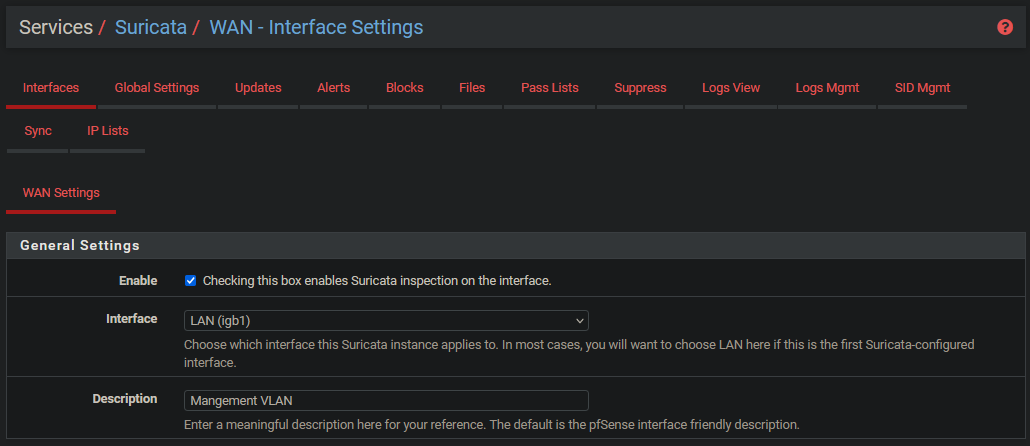 Services / Suricata / WAN - Interface Settings ?
Interfaces Global Settings Updates Alerts Blocks Files Pass Lists Suppress Logs View Logs Mgmt SID Mgmt
Sync IP Lists
WAN Settings
General Settings
Enable Checking this box enables Suricata inspection on the interface.
Interface LAN (igb1)
Choose which interface this Suricata instance applies to. In most cases, you will want to choose LAN here if this is the first Suricata-configured
interface.
Description Mangement VLAN
Enter a meaningful description here for your reference. The default is the pfSense interface friendly description.